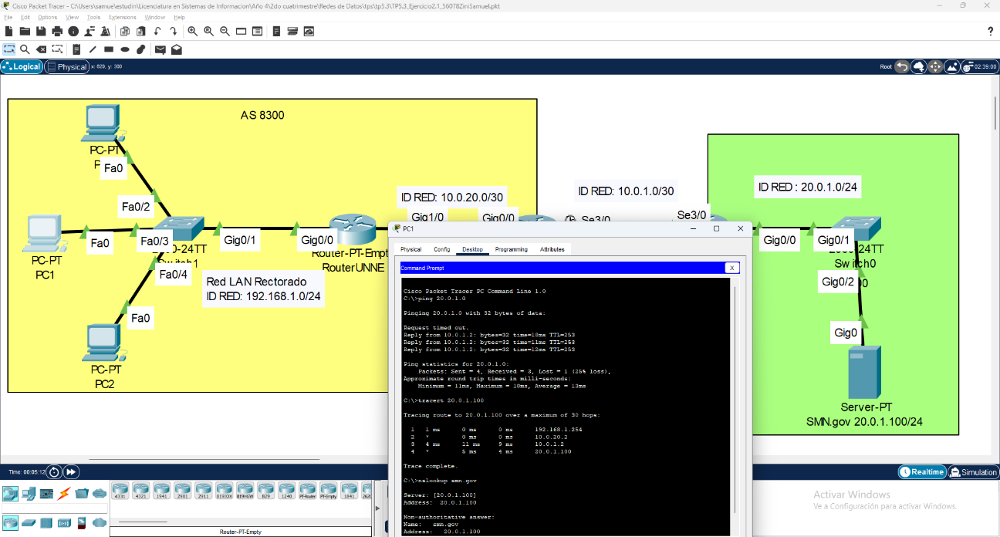 Cisco Packet Tracer - C:\Users\samue\estudin\Licenciatura en Sistemas de Informacion\Año 4\2do cuatrimestre\Redes de Datos\tps\tp5.3\TP5.3_Ejercicio2.1_56078ZiniSamuel.pkt
File Edit Options View Tools Extensions Window Help
Logical Physical x: 829, y: 300
Root 02:39:00
AS 8300
PC-PT
Fa0
Fa0/2
ID RED: 10.0.20.0/30
ID RED: 10.0.1.0/30
ID RED : 20.0.1.0/24
Gig1/0
Gig0/0
Se3/0
Se3/0
Fa0
Fa0/3
Gig0/1
Gig0/0
Gig0/0
Gig0/1
24TT
24TT
Switch1
Switch0
PC-PT
PC1
Router-PT-Empt
RouterUNNE
Fa0/4
Red LAN Rectorado
ID RED: 192.168.1.0/24
Gig0/2
Fa0
Gig0
PC-PT
PC2
Server-PT
SMN.gov 20.0.1.100/24
PC1
Physical Config Desktop Programming Attributes
Command Prompt X
Cisco Packet Tracer PC Command Line 1.0
C:\>ping 20.0.1.0
Pinging 20.0.1.0 with 32 bytes of data:
Request timed out.
Reply from 10.0.1.2: bytes=32 time=18ms TTL=253
Reply from 10.0.1.2: bytes=32 time=11ms TTL=253
Reply from 10.0.1.2: bytes=32 time=12ms TTL=253
Ping statistics for 20.0.1.0:
Packets: Sent = 4, Received = 3, Lost = 1 (25% loss),
Approximate round trip times in milli-seconds:
Minimum = 11ms, Maximum = 18ms, Average = 13ms
C:\>tracert 20.0.1.100
Tracing route to 20.0.1.100 over a maximum of 30 hops:
1 1 ms 0 ms 0 ms 192.168.1.254
2 * 0 ms 0 ms 10.0.20.2
3 4 ms 11 ms 9 ms 10.0.1.2
4 * 5 ms 4 ms 20.0.1.100
Trace complete.
C:\>nslookup smn.gov
Server: [20.0.1.100]
Address: 20.0.1.100
Non-authoritative answer:
Name: smn.gov
Address: 20.0.1.100
Time: 00:05:12
Realtime Simulation
4331 4321 1941 2901 2911 819IOX 819HGW 829 1240 PT-Router PT-Empty 1841
Router-PT-Empty
Activar Windows
Ve a Configuración para activar Windows.